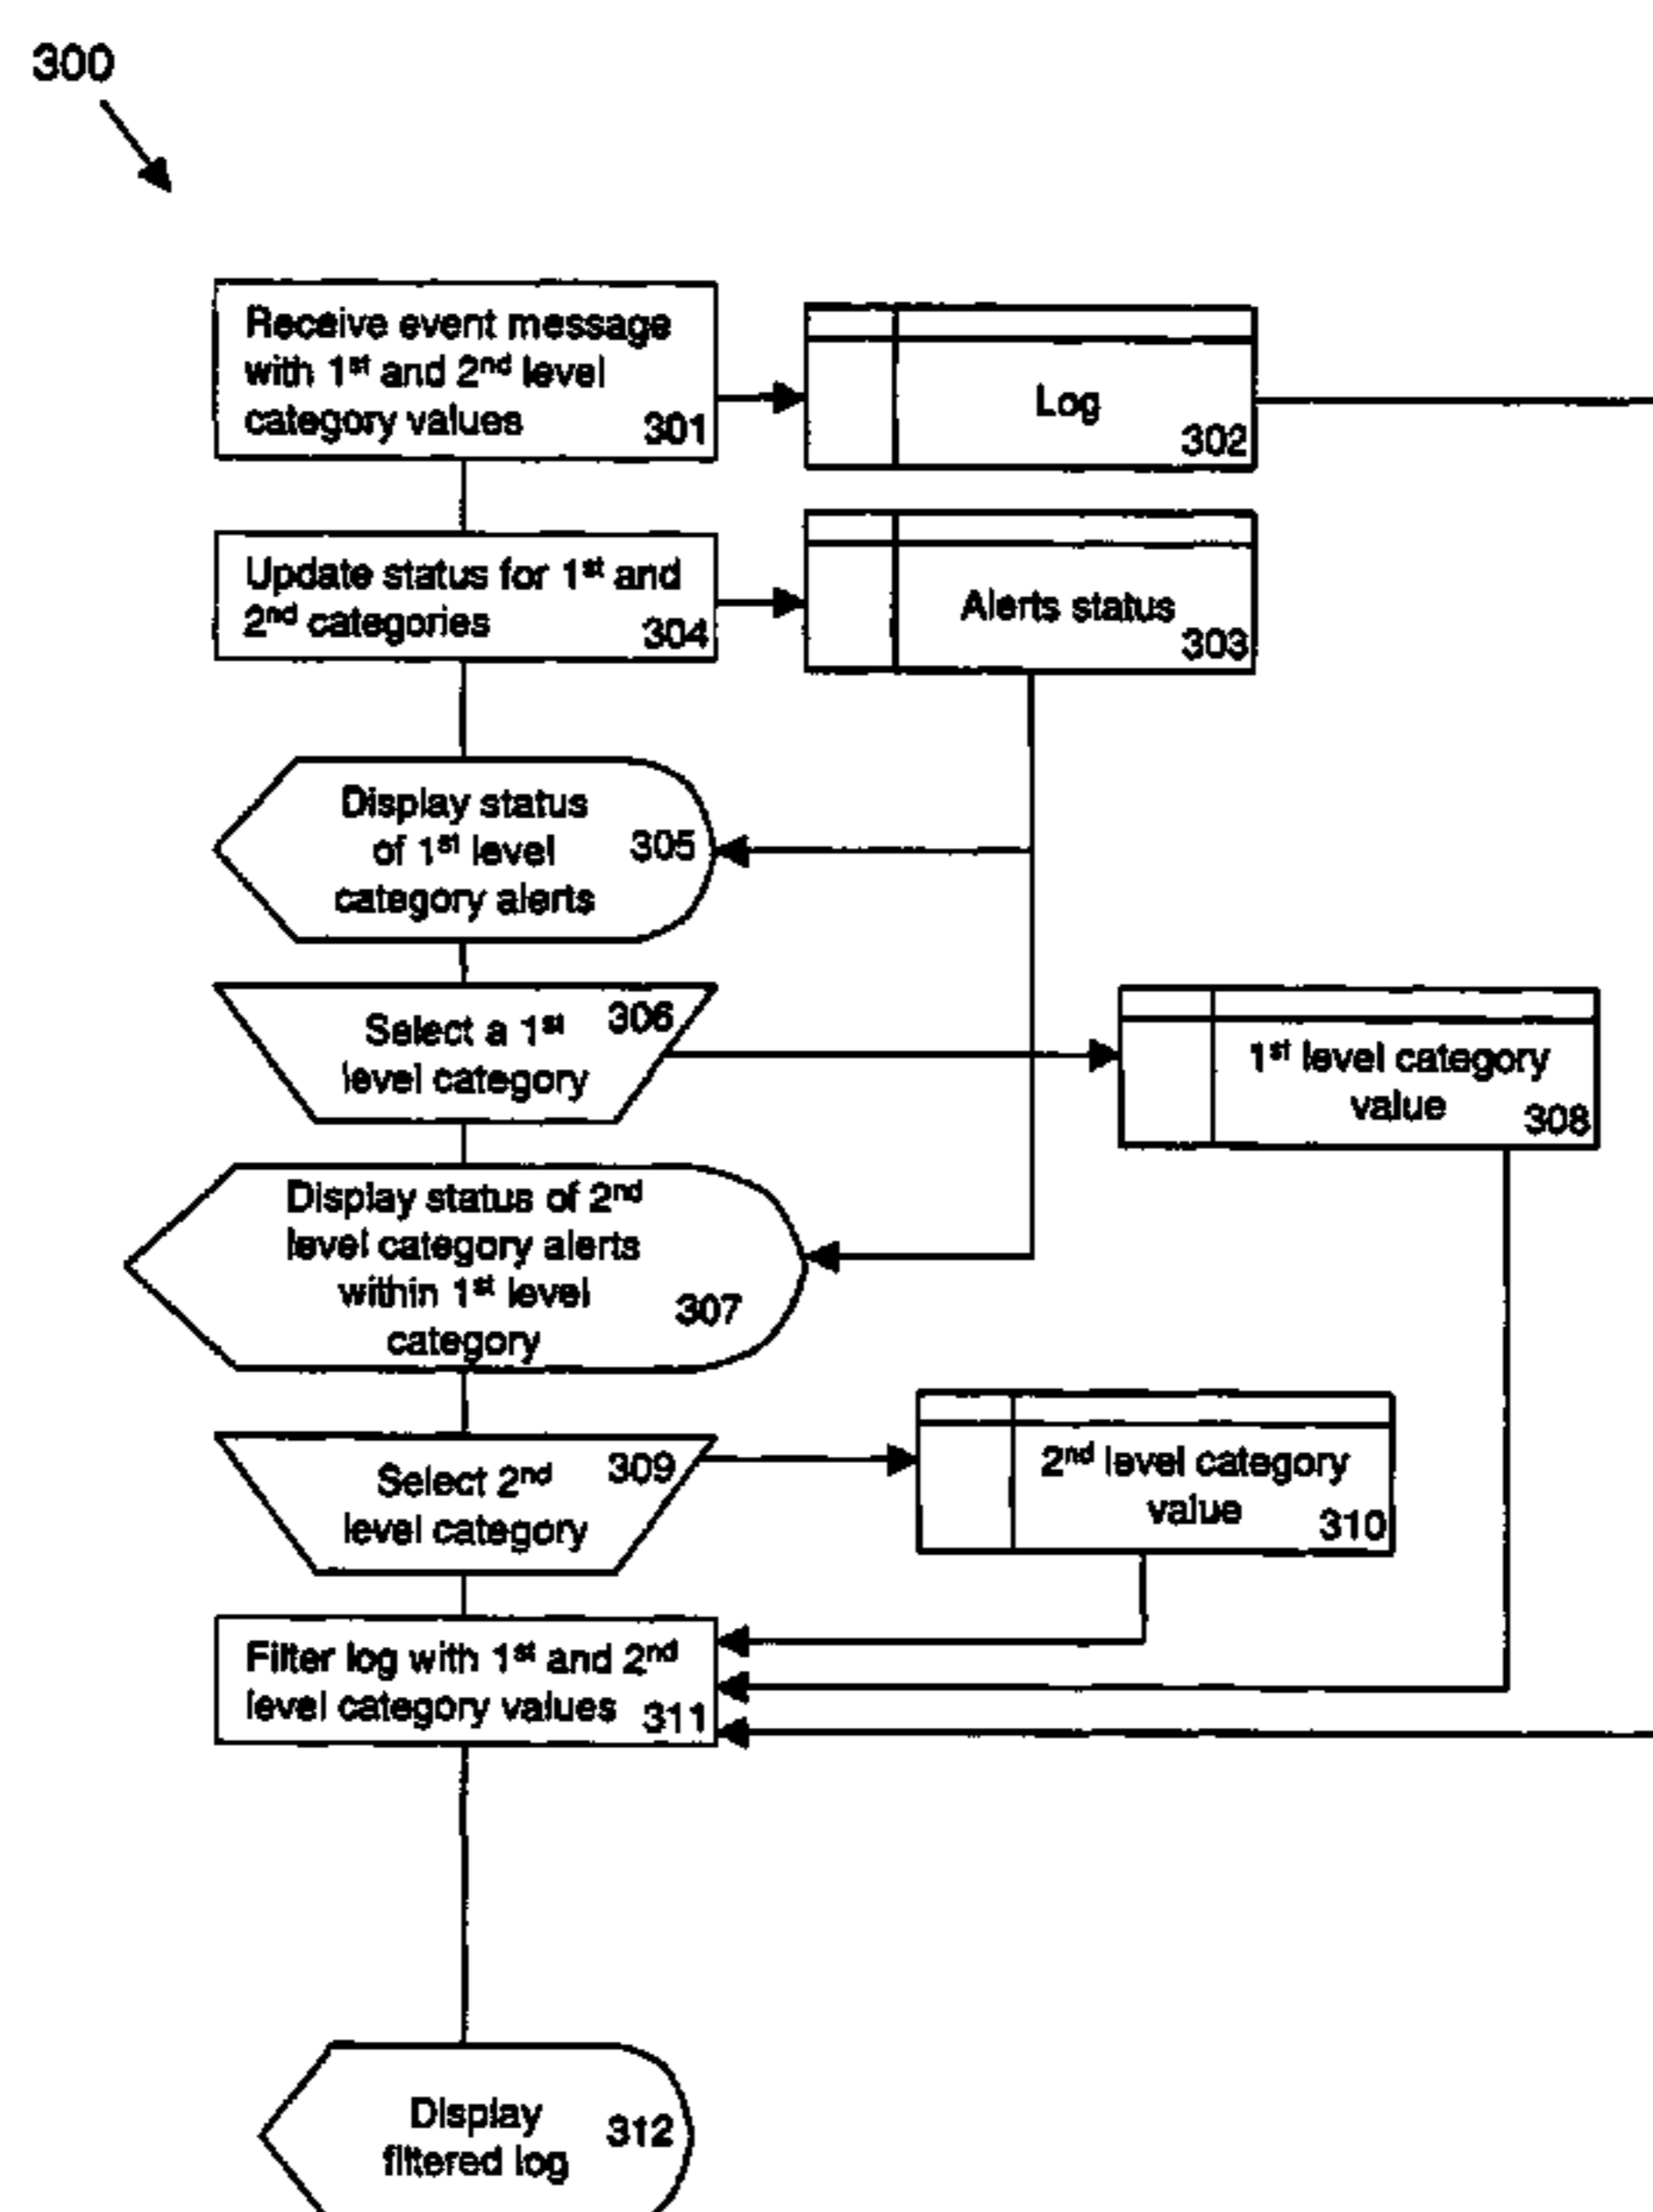 300
Receive event message
with 1st and 2nd level
category values
301
Log
302
Update status for 1st and
2nd categories
304
Alerts status
303
Display status
of 1st level
category alerts
305
Select a 1st
level category
306
1st level category
value
308
Display status of 2nd
level category alerts
within 1st level
category
307
Select 2nd
level category
309
2nd level category
value
310
Filter log with 1st and 2nd
level category values
311
Display
filtered log
312